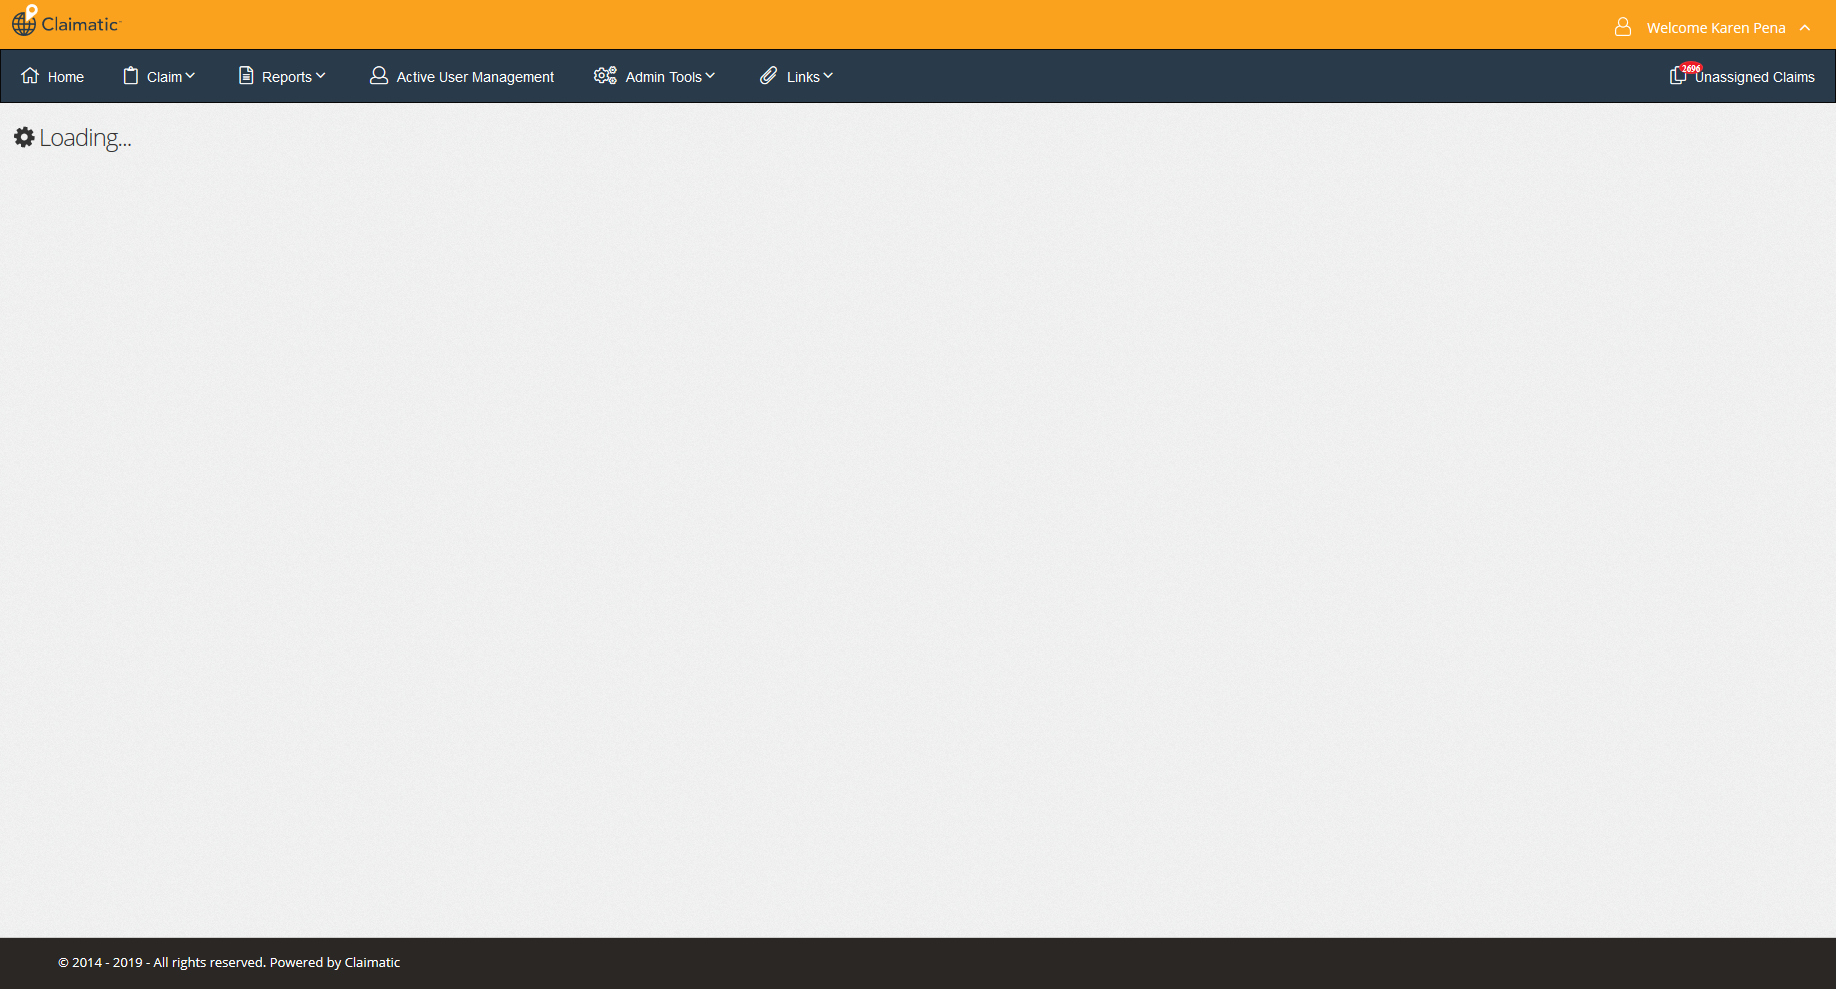 Claimatic
Welcome Karen Pena
Home Claim Reports Active User Management Admin Tools Links 2696 Unassigned Claims
Loading...
© 2014 - 2019 - All rights reserved. Powered by Claimatic